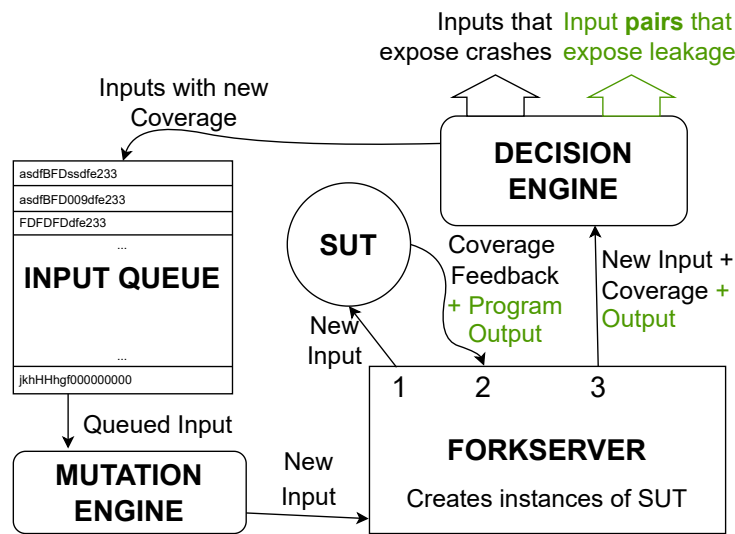 Inputs that
expose crashes
Input pairs that
expose leakage
Inputs with new
Coverage
DECISION
ENGINE
asdfBFDssdfe233
asdfBFD009dfe233
FDFDFDdfe233
...
INPUT QUEUE
...
jkhHHhgf000000000
SUT
Coverage
Feedback
+ Program
Output
New Input +
Coverage +
Output
New
Input
1
2
3
Queued Input
FORKSERVER
Creates instances of SUT
MUTATION
ENGINE
New
Input